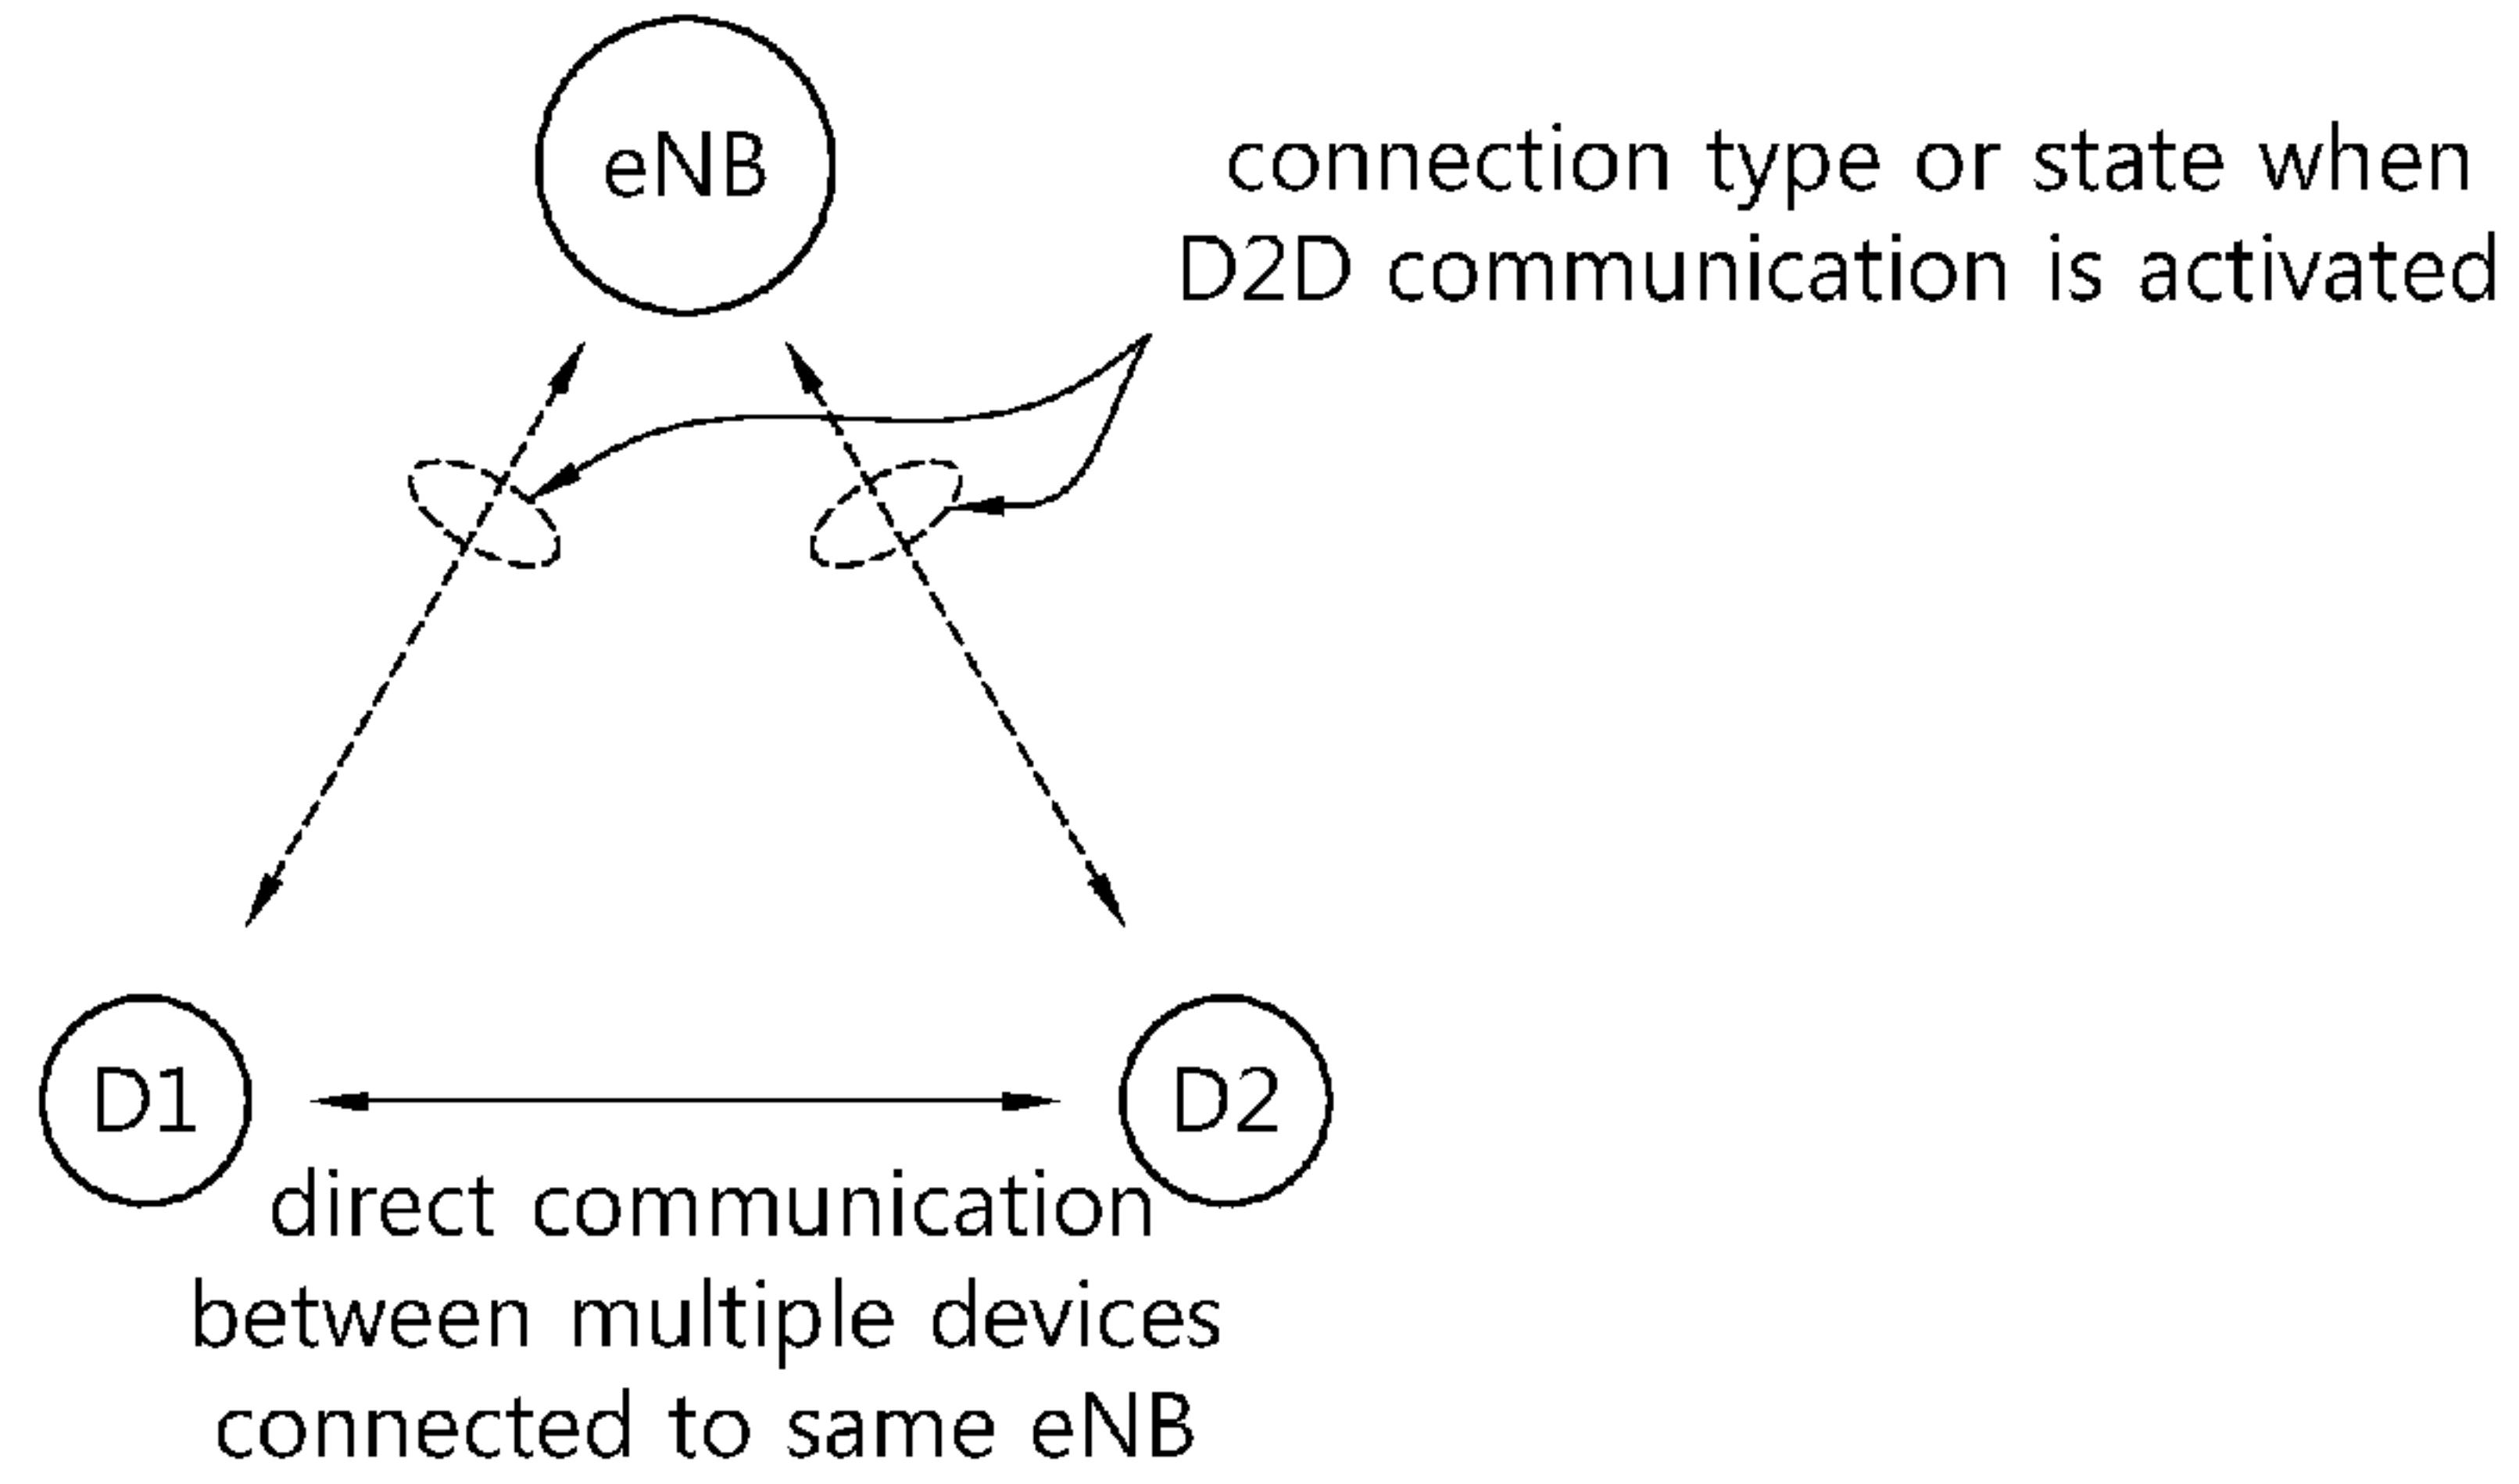 eNB
connection type or state when
D2D communication is activated
D1
D2
direct communication
between multiple devices
connected to same eNB